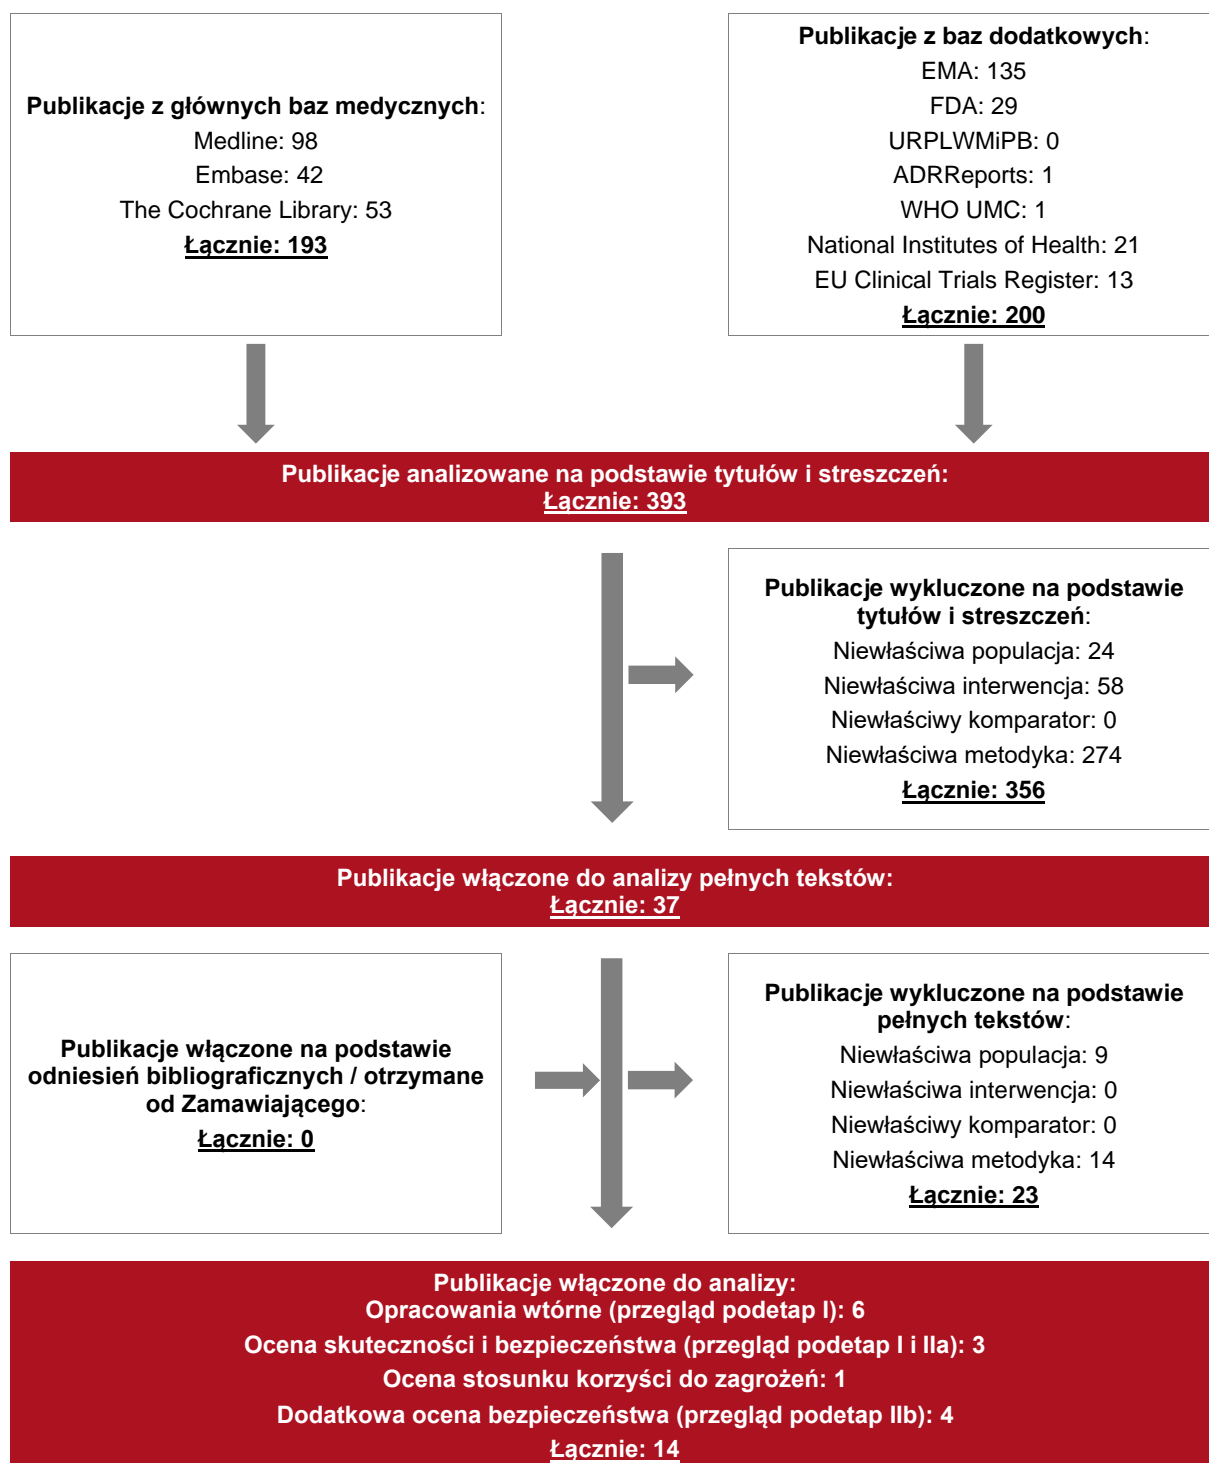 Publikacje z głównych baz medycznych:
Medline: 98
Embase: 42
The Cochrane Library: 53
Łącznie: 193
Publikacje z baz dodatkowych:
EMA: 135
FDA: 29
URPLWMiPB: 0
ADRReports: 1
WHO UMC: 1
National Institutes of Health: 21
EU Clinical Trials Register: 13
Łącznie: 200
Publikacje analizowane na podstawie tytułów i streszczeń:
Łącznie: 393
Publikacje wykluczone na podstawie
tytułów i streszczeń:
Niewłaściwa populacja: 24
Niewłaściwa interwencja: 58
Niewłaściwy komparator: 0
Niewłaściwa metodyka: 274
Łącznie: 356
Publikacje włączone do analizy pełnych tekstów:
Łącznie: 37
Publikacje włączone na podstawie
odniesień bibliograficznych / otrzymane
od Zamawiającego:
Łącznie: 0
Publikacje wykluczone na podstawie
pełnych tekstów:
Niewłaściwa populacja: 9
Niewłaściwa interwencja: 0
Niewłaściwy komparator: 0
Niewłaściwa metodyka: 14
Łącznie: 23
Publikacje włączone do analizy:
Opracowania wtórne (przegląd podetap I): 6
Ocena skuteczności i bezpieczeństwa (przegląd podetap I i IIa): 3
Ocena stosunku korzyści do zagrożeń: 1
Dodatkowa ocena bezpieczeństwa (przegląd podetap IIb): 4
Łącznie: 14